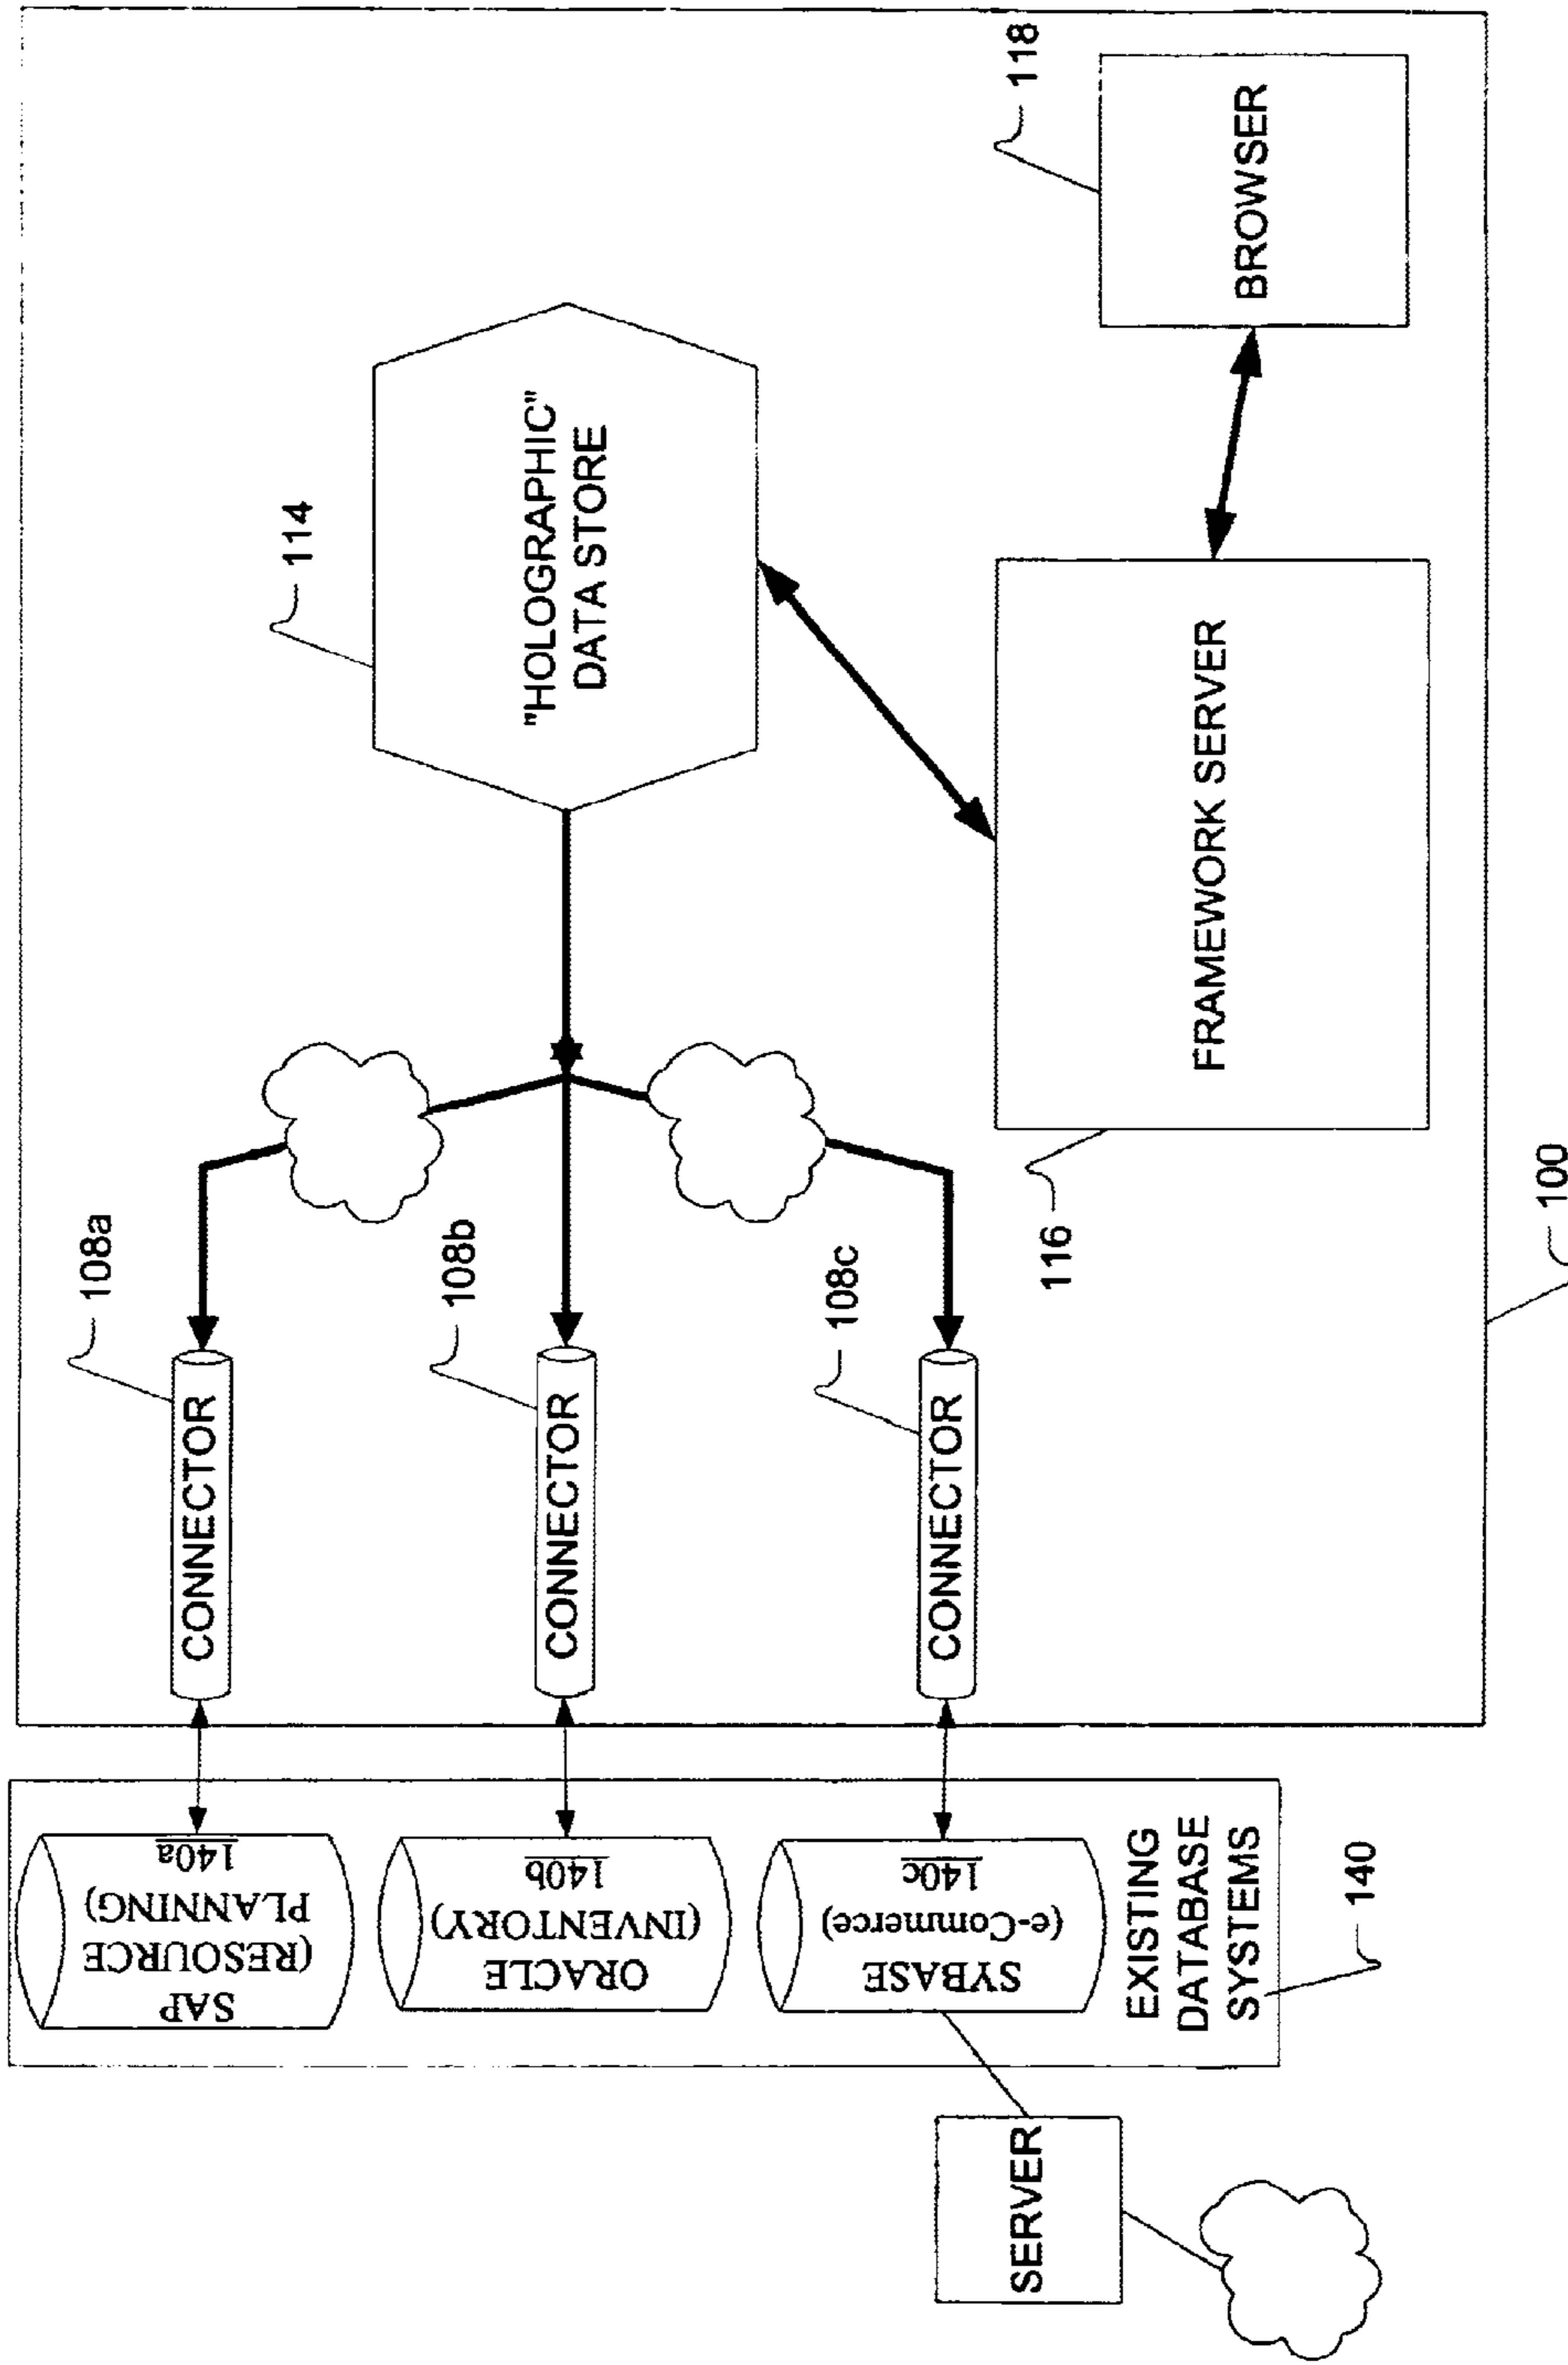 SAP
(RESOURCE
PLANNING)
140a
ORACLE
(INVENTORY)
140b
SYBASE
(e-Commerce)
140c
EXISTING
DATABASE
SYSTEMS
140
SERVER
CONNECTOR
108a
CONNECTOR
108b
CONNECTOR
108c
"HOLOGRAPHIC"
DATA STORE
114
FRAMEWORK SERVER
116
BROWSER
118
100